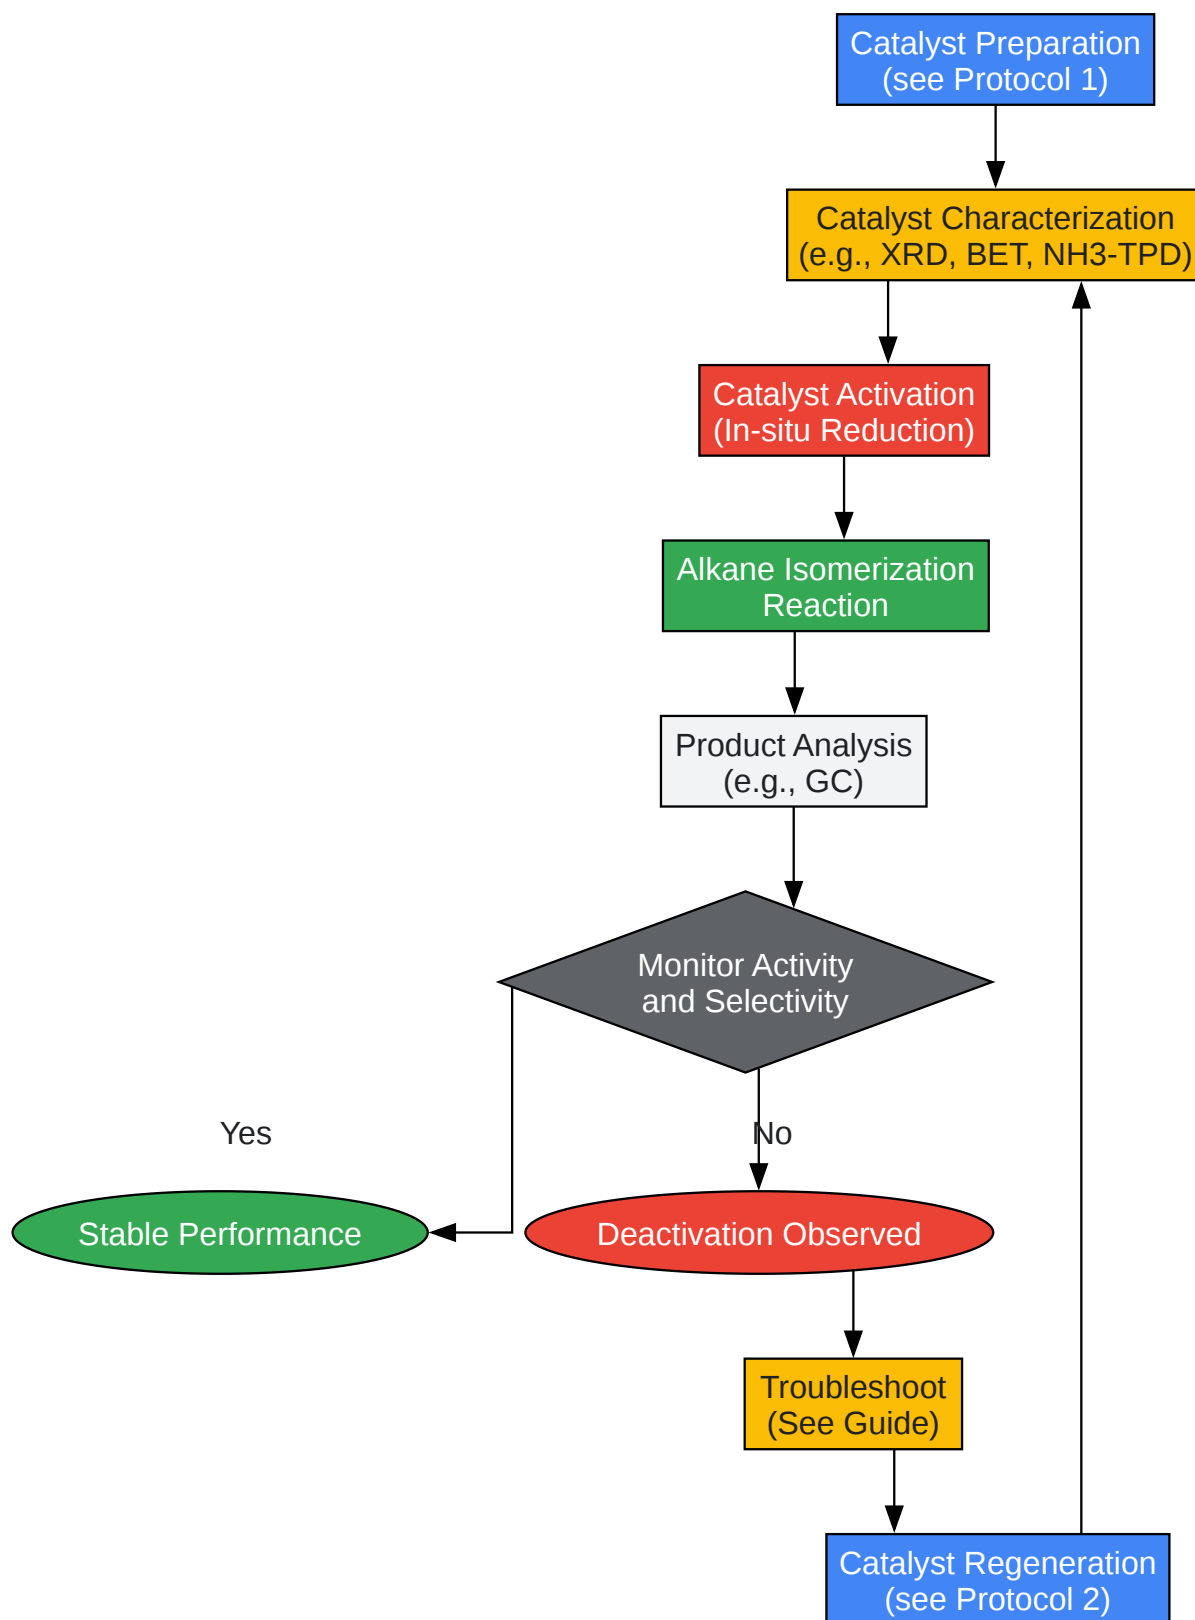 Catalyst Preparation
(see Protocol 1)
Catalyst Characterization
(e.g., XRD, BET, NH3-TPD)
Catalyst Activation
(In-situ Reduction)
Alkane Isomerization
Reaction
Product Analysis
(e.g., GC)
Monitor Activity
and Selectivity
Yes
No
Stable Performance
Deactivation Observed
Troubleshoot
(See Guide)
Catalyst Regeneration
(see Protocol 2)